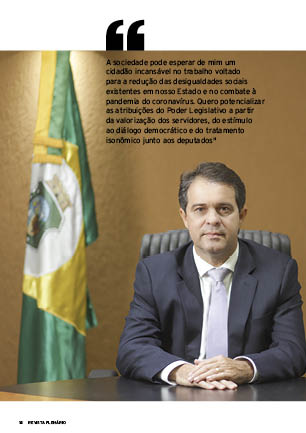 “
A sociedade pode esperar de mim um
cidadão incansável no trabalho voltado
para a redução das desigualdades sociais
existentes em nosso Estado e no combate à
pandemia do coronavírus. Quero potencializar
as atribuições do Poder Legislativo a partir
da valorização dos servidores, do estímulo
ao diálogo democrático e do tratamento
isonômico junto aos deputados"
REVISTA PLENÁRIO